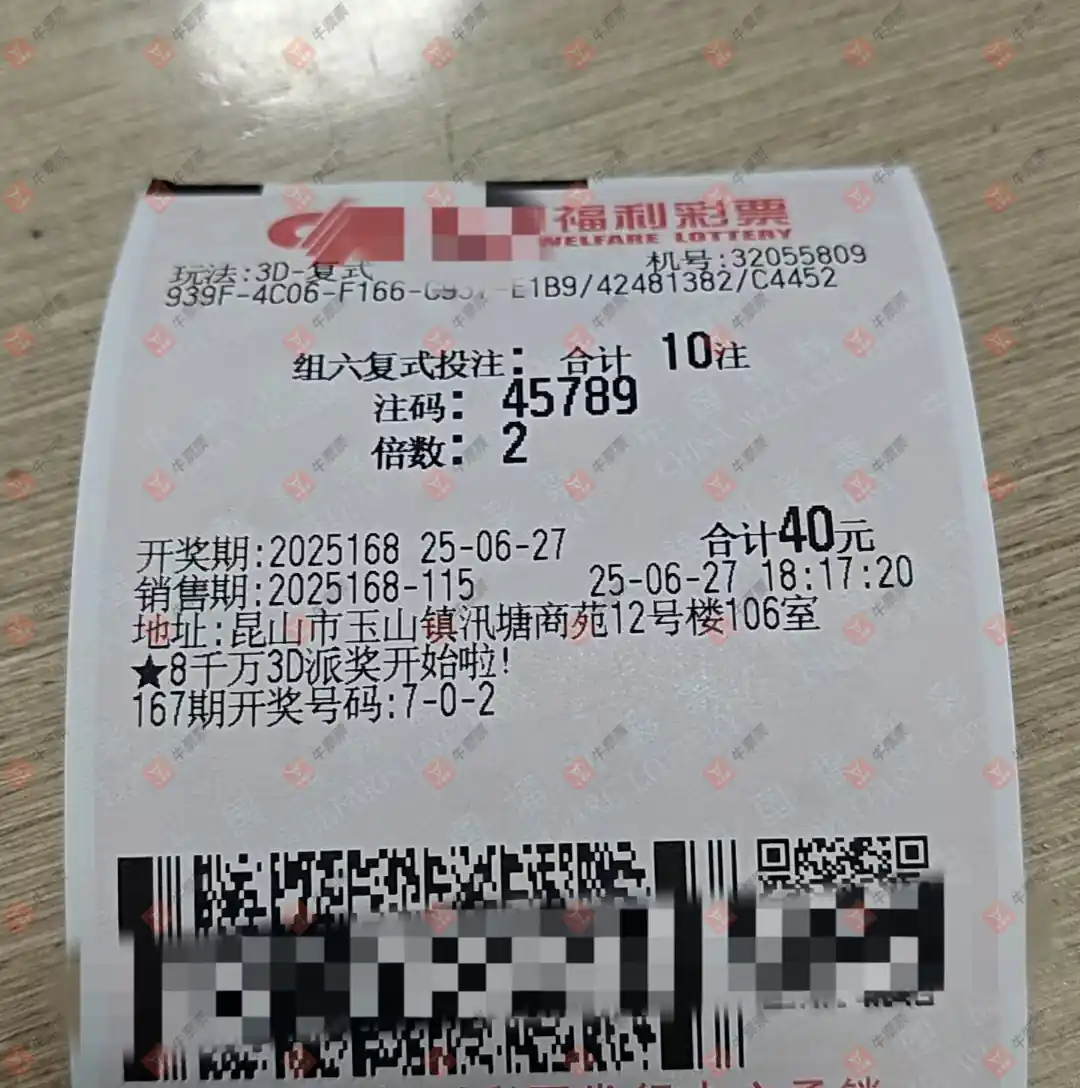 福利彩票
WELFARE LOTTERY
玩法:3D-复式 机号:32055809
939F-4C06-F166- E1B9/42481382/C4452
组六复式投注: 合计 10注
注码: 45789
倍数: 2
开奖期:2025168 25-06-27 合计40元
销售期:2025168-115 25-06-27 18:17:20
地址:昆山市玉山镇汛塘商苑12号楼106室
★8千万3D派奖开始啦!
167期开奖号码:7-0-2